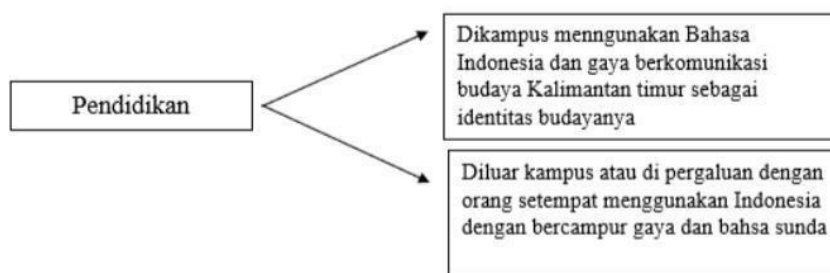 Pendidikan
Dikampus menngunakan Bahasa
Indonesia dan gaya berkomunikasi
budaya Kalimantan timur sebagai
identitas budayanya
Diluar kampus atau di pergaluan dengan
orang setempat menggunakan Indonesia
dengan bercampur gaya dan bahsa sunda